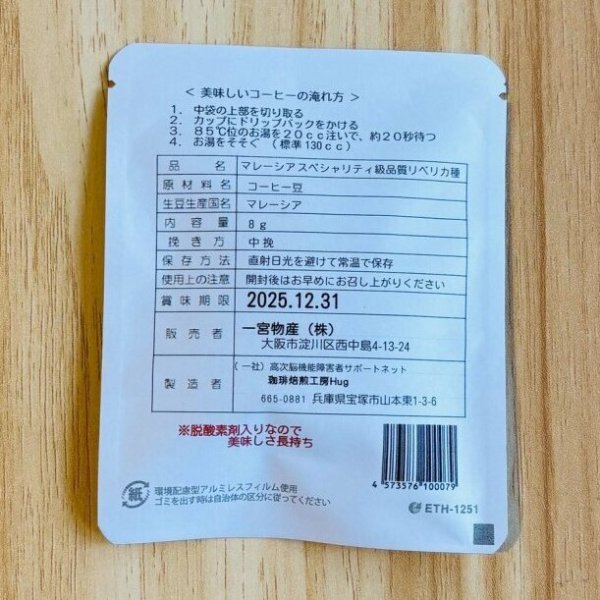 < 美味しいコーヒーの淹れ方 >
1. 中袋の上部を切り取る
2. カップにドリップバックをかける
3. 85℃位のお湯を20cc注いで、約20秒待つ
4. お湯をそそぐ (標準130cc)
品名 マレーシアスペシャリティ級品質リベリカ種
原材料名 コーヒー豆
生豆生産国名 マレーシア
内容量 8g
挽き方 中挽
保存方法 直射日光を避けて常温で保存
使用上の注意 開封後はお早めにお召し上がりください
賞味期限 2025.12.31
販売者 一宮物産(株)
大阪市淀川区西中島4-13-24
製造者 (一社)高次脳機能障害者サポートネット
珈琲焙煎工房Hug
665-0881 兵庫県宝塚市山本東1-3-6
※脱酸素剤入りなので
美味しさ長持ち
紙
環境配慮型アルミレスフィルム使用
ゴミを出す時は自治体の区分に従ってください
4 573576 100079
ETH-1251